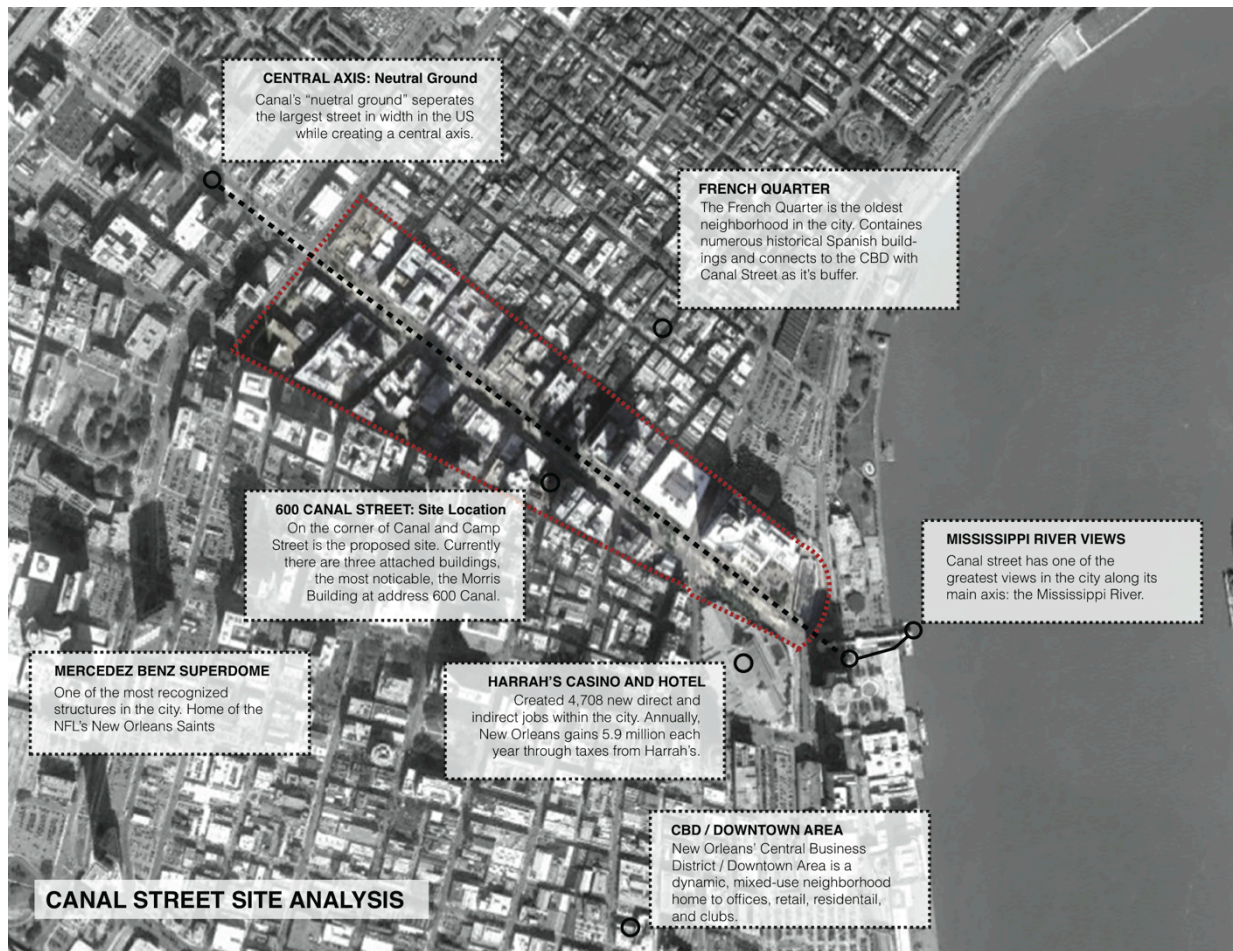 CENTRAL AXIS: Neutral Ground
Canal's "nuetral ground" seperates
the largest street in width in the US
while creating a central axis.
FRENCH QUARTER
The French Quarter is the oldest
neighborhood in the city. Containes
numerous historical Spanish build-
ings and connects to the CBD with
Canal Street as it's buffer.
600 CANAL STREET: Site Location
On the corner of Canal and Camp
Street is the proposed site. Currently
there are three attached buildings,
the most noticable, the Morris
Building at address 600 Canal.
MISSISSIPPI RIVER VIEWS
Canal street has one of the
greatest views in the city along its
main axis: the Mississippi River.
MERCEDEZ BENZ SUPERDOME
One of the most recognized
structures in the city. Home of the
NFL's New Orleans Saints
HARRAH'S CASINO AND HOTEL
Created 4,708 new direct and
indirect jobs within the city. Annually,
New Orleans gains 5.9 million each
year through taxes from Harrah's.
CBD / DOWNTOWN AREA
New Orleans' Central Business
District / Downtown Area is a
dynamic, mixed-use neighborhood
home to offices, retail, residentail,
and clubs.
CANAL STREET SITE ANALYSIS